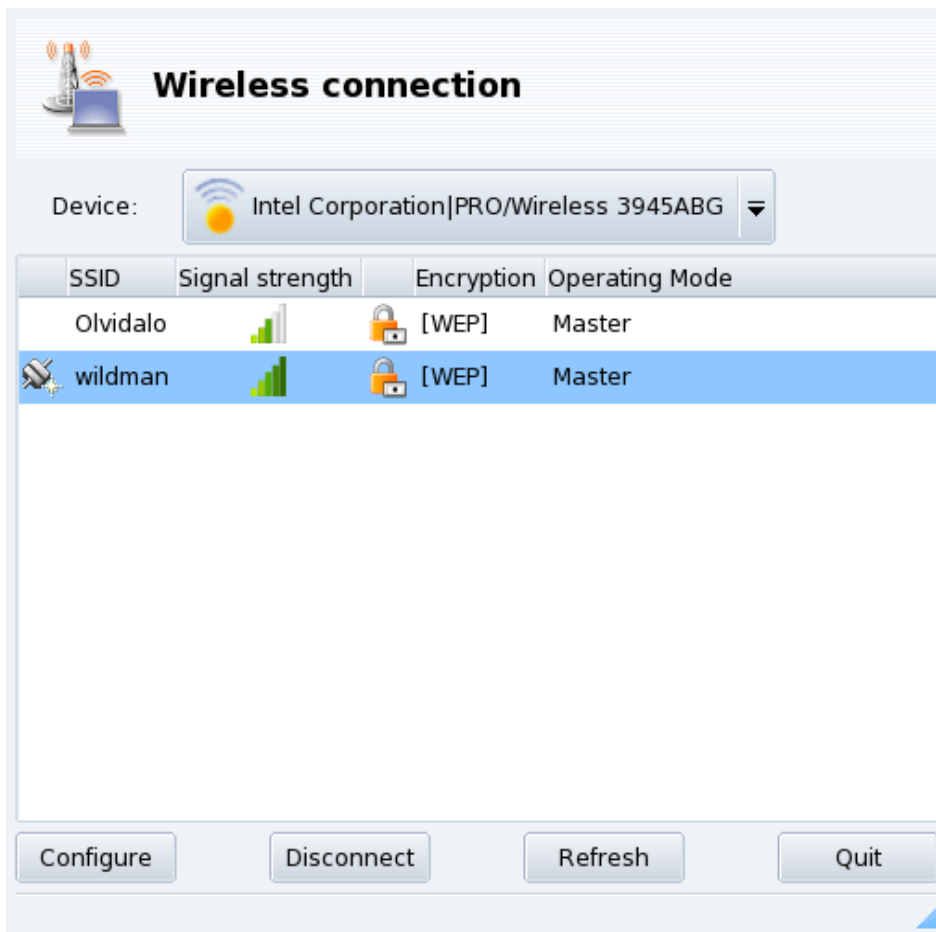 Wireless connection
Device: Intel Corporation|PRO/Wireless 3945ABG
SSID Signal strength Encryption Operating Mode
Olvidalo [WEP] Master
wildman [WEP] Master
Configure Disconnect Refresh Quit